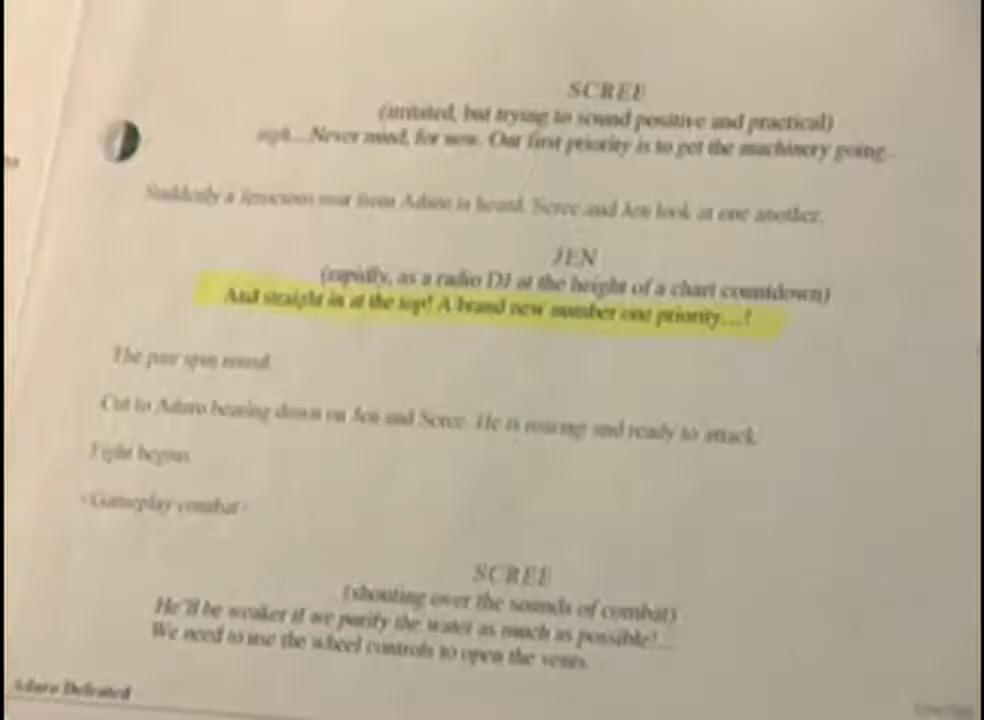 SCREE
(irritated, but trying to sound positive and practical)
sigh...Never mind, for now. Our first priority is to get the machinery going.
Suddenly a ferocious roar from Aduro is heard. Scree and Jen look at one another.
JEN
(rapidly, as a radio DJ at the height of a chart countdown)
And straight in at the top! A brand new number one priority...!
The pair spin round.
Cut to Aduro bearing down on Jen and Scree. He is roaring and ready to attack.
Fight begins.
<Gameplay combat>
SCREE
(shouting over the sounds of combat)
He'll be weaker if we purify the water as much as possible!...
We need to use the wheel controls to open the vents.
Aduro Defeated